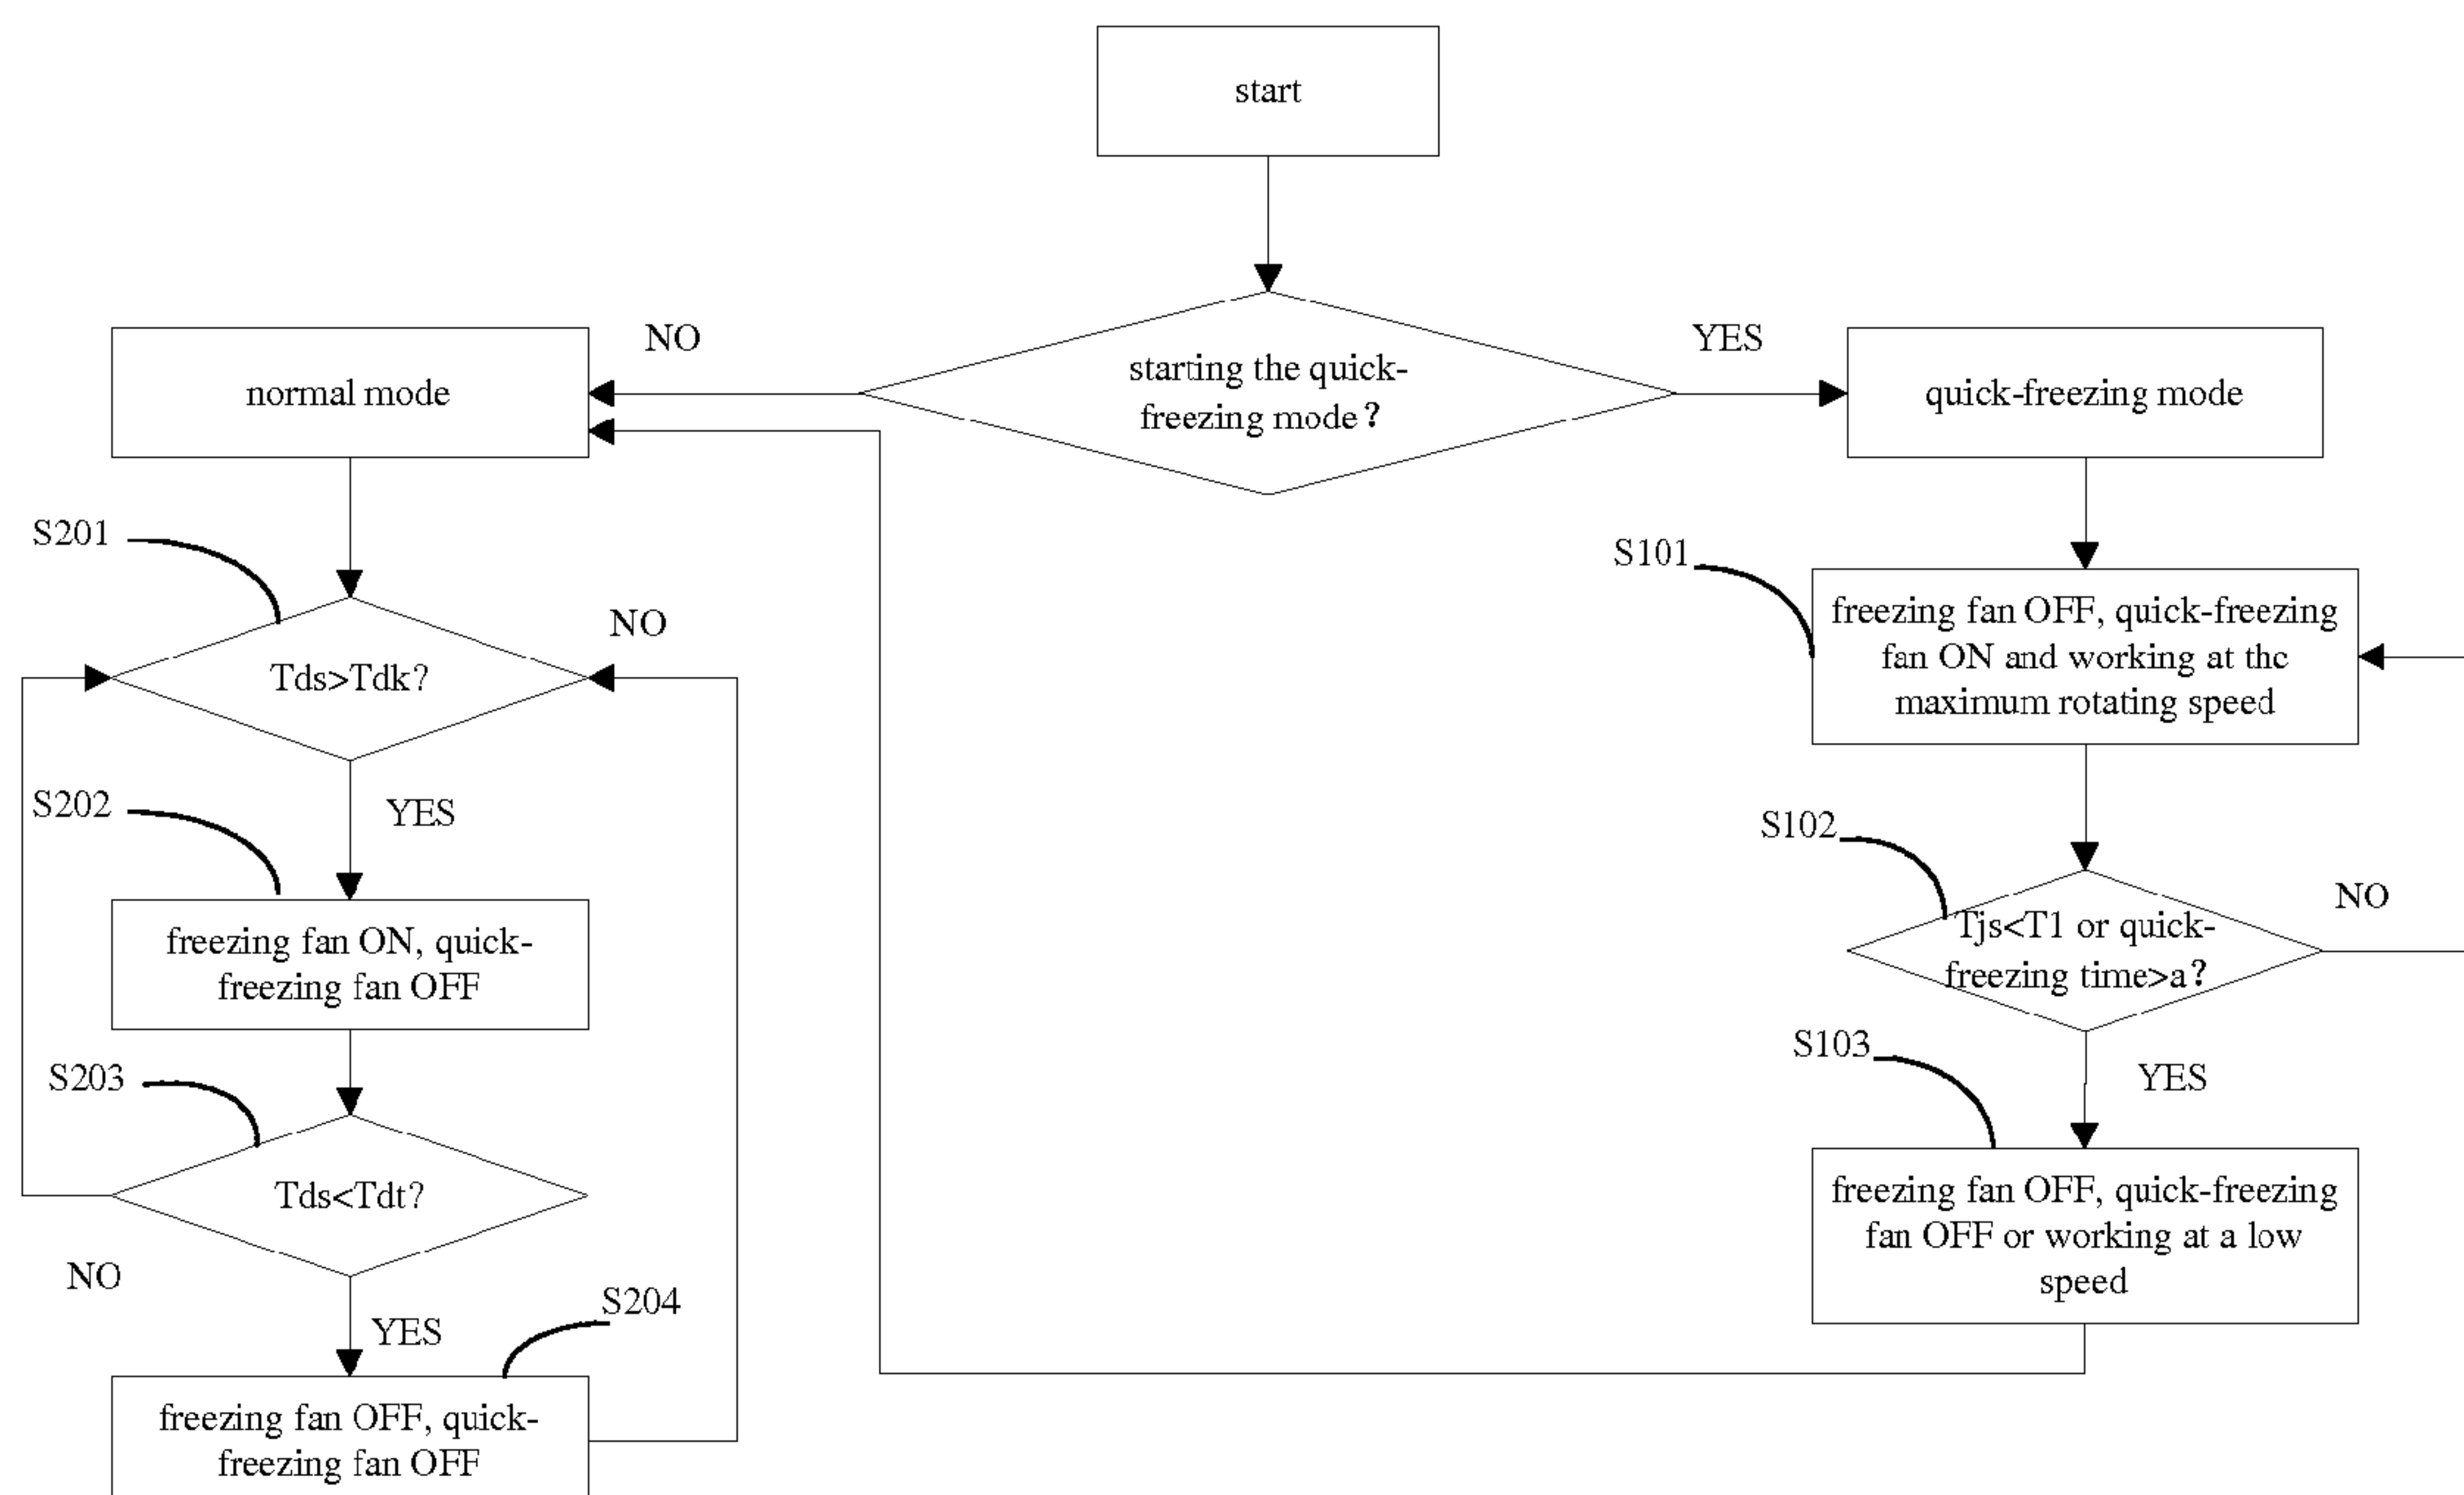 start
NO
YES
normal mode
starting the quick-
freezing mode?
quick-freezing mode
S201
S101
NO
Tds>Tdk?
freezing fan OFF, quick-freezing
fan ON and working at the
maximum rotating speed
S202
YES
S102
NO
freezing fan ON, quick-
freezing fan OFF
Tjs<T1 or quick-
freezing time>a?
S203
S103
YES
Tds<Tdt?
freezing fan OFF, quick-freezing
fan OFF or working at a low
speed
NO
S204
YES
freezing fan OFF, quick-
freezing fan OFF